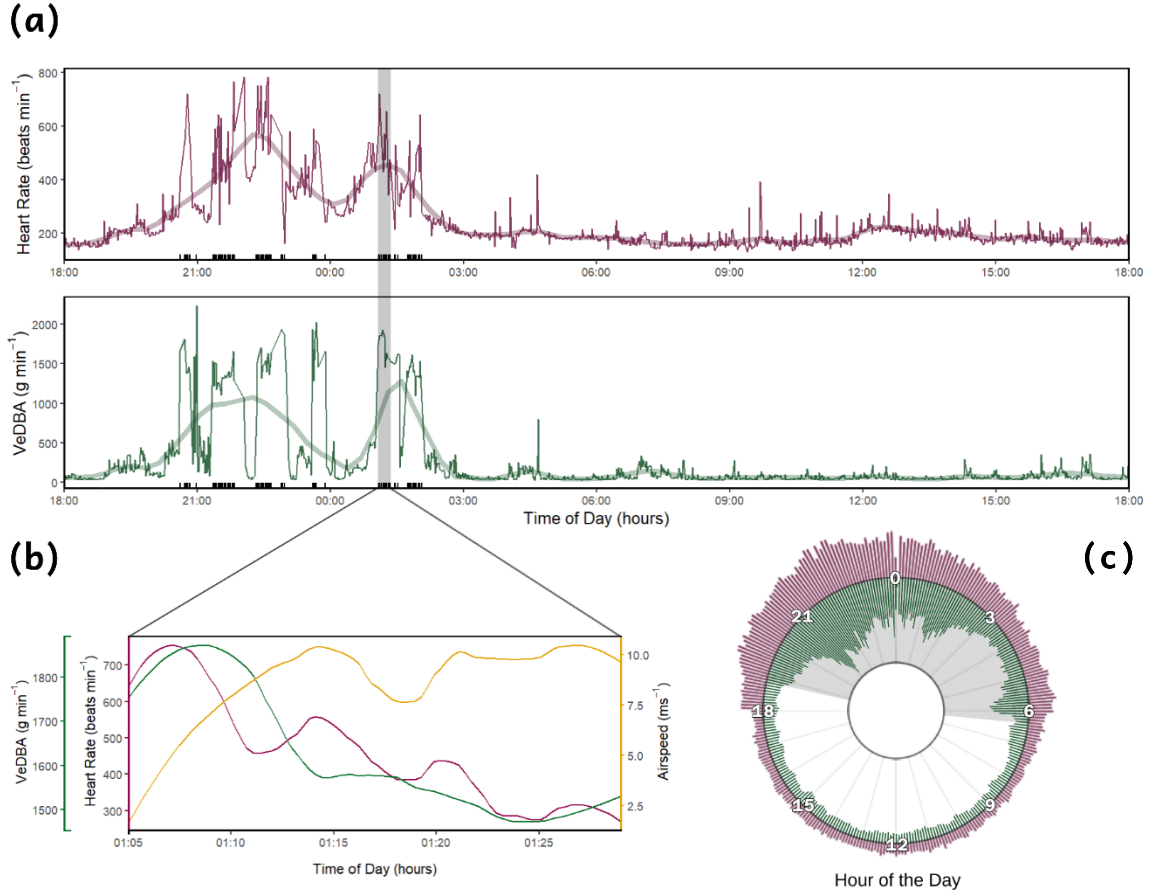 (a)
Heart Rate (beats min⁻¹)
800
600
400
200
18:00 21:00 00:00 03:00 06:00 09:00 12:00 15:00 18:00
VeDBA (g min⁻¹)
2000
1500
1000
500
0
18:00 21:00 00:00 03:00 06:00 09:00 12:00 15:00 18:00
Time of Day (hours)
(b)
VeDBA (g min⁻¹)
1800
1700
1600
1500
Heart Rate (beats min⁻¹)
700
600
500
400
300
10.0
7.5
5.0
2.5
Airspeed (ms⁻¹)
01:05 01:10 01:15 01:20 01:25
Time of Day (hours)
(c)
0
3
6
9
12
15
18
21
Hour of the Day